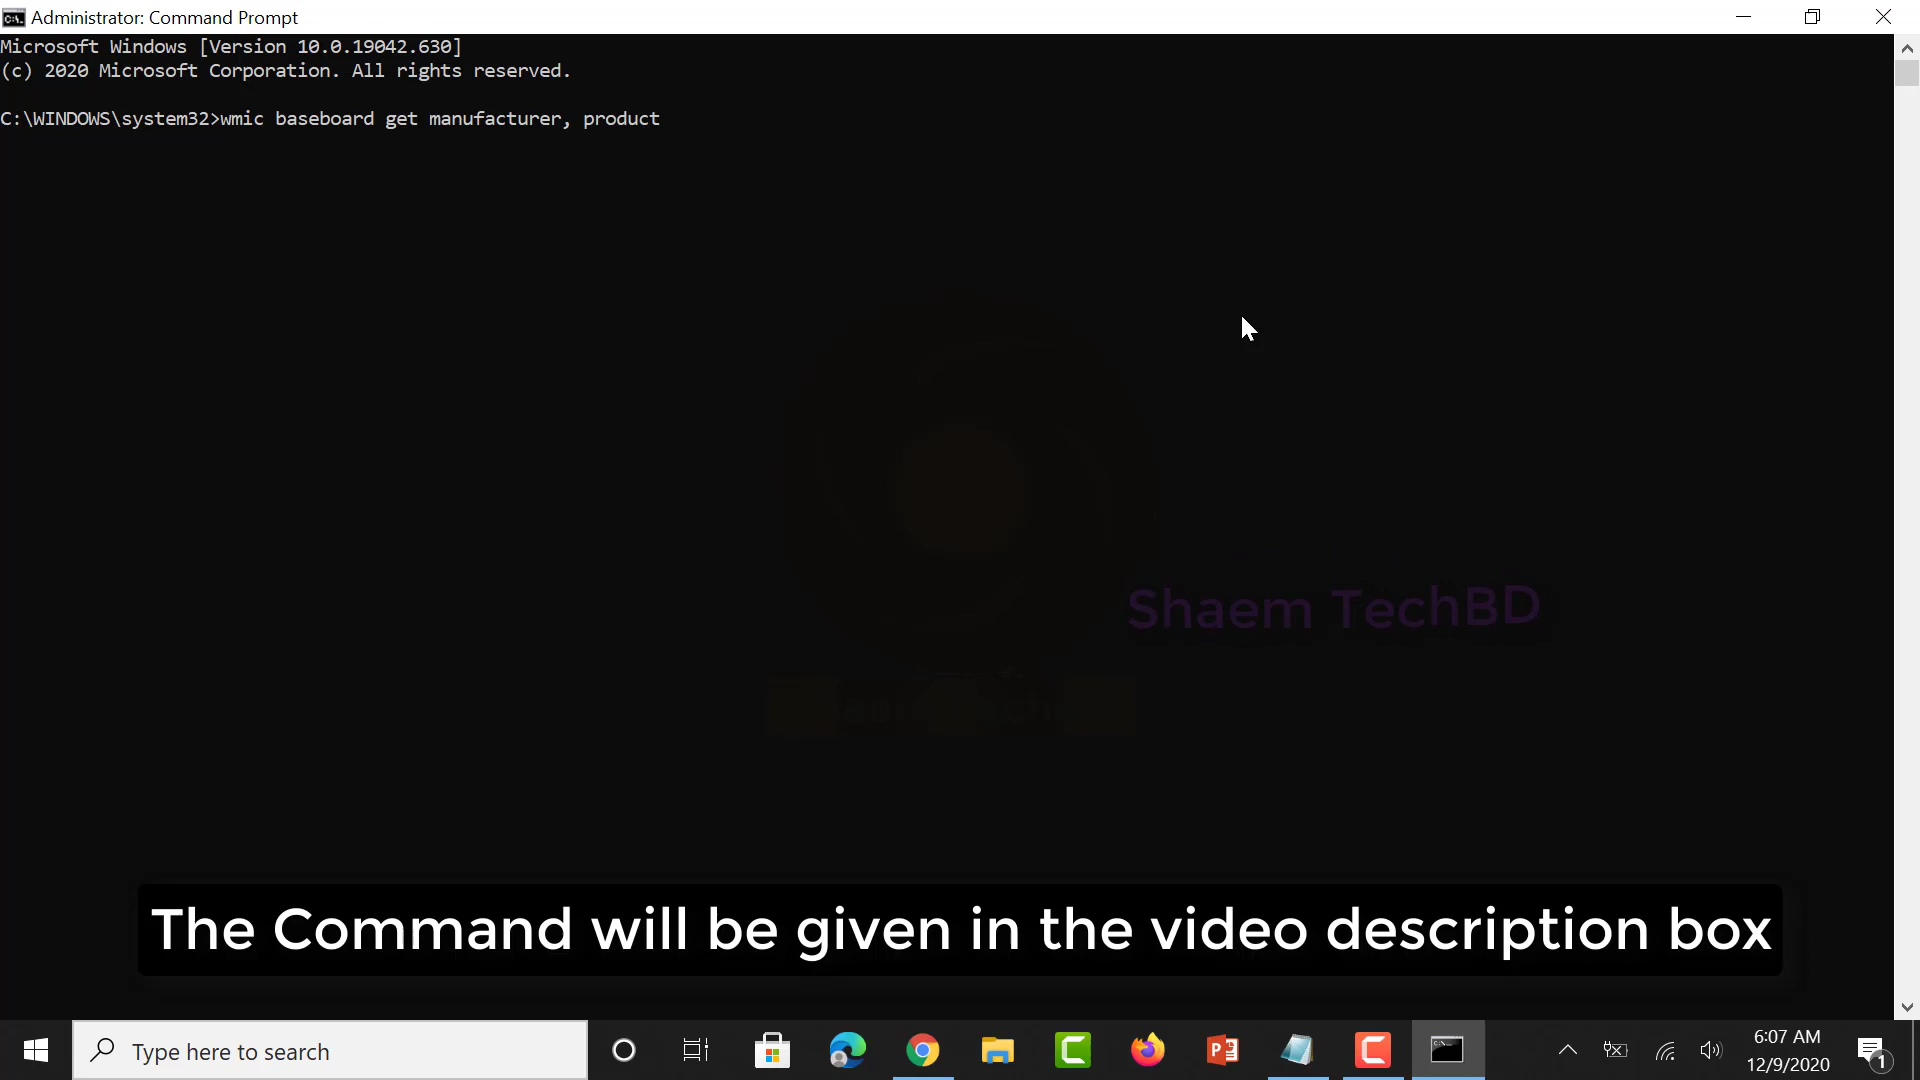 Administrator: Command Prompt
Microsoft Windows [Version 10.0.19042.630]
(c) 2020 Microsoft Corporation. All rights reserved.
C:\WINDOWS\system32>wmic baseboard get manufacturer, product
Shaem TechBD
The Command will be given in the video description box
Type here to search
6:07 AM
12/9/2020
1